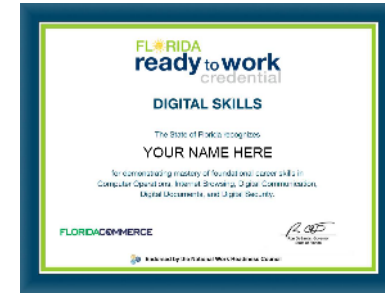 FLORIDA
ready to work
credential
DIGITAL SKILLS
The State of Florida recognizes
YOUR NAME HERE
for demonstrating mastery of foundational career skills in
Computer Operations, Internet Browsing, Digital Communication,
Digital Documents, and Digital Security.
FLORIDACOMMERCE
Endorsed by the National Work Readiness Council